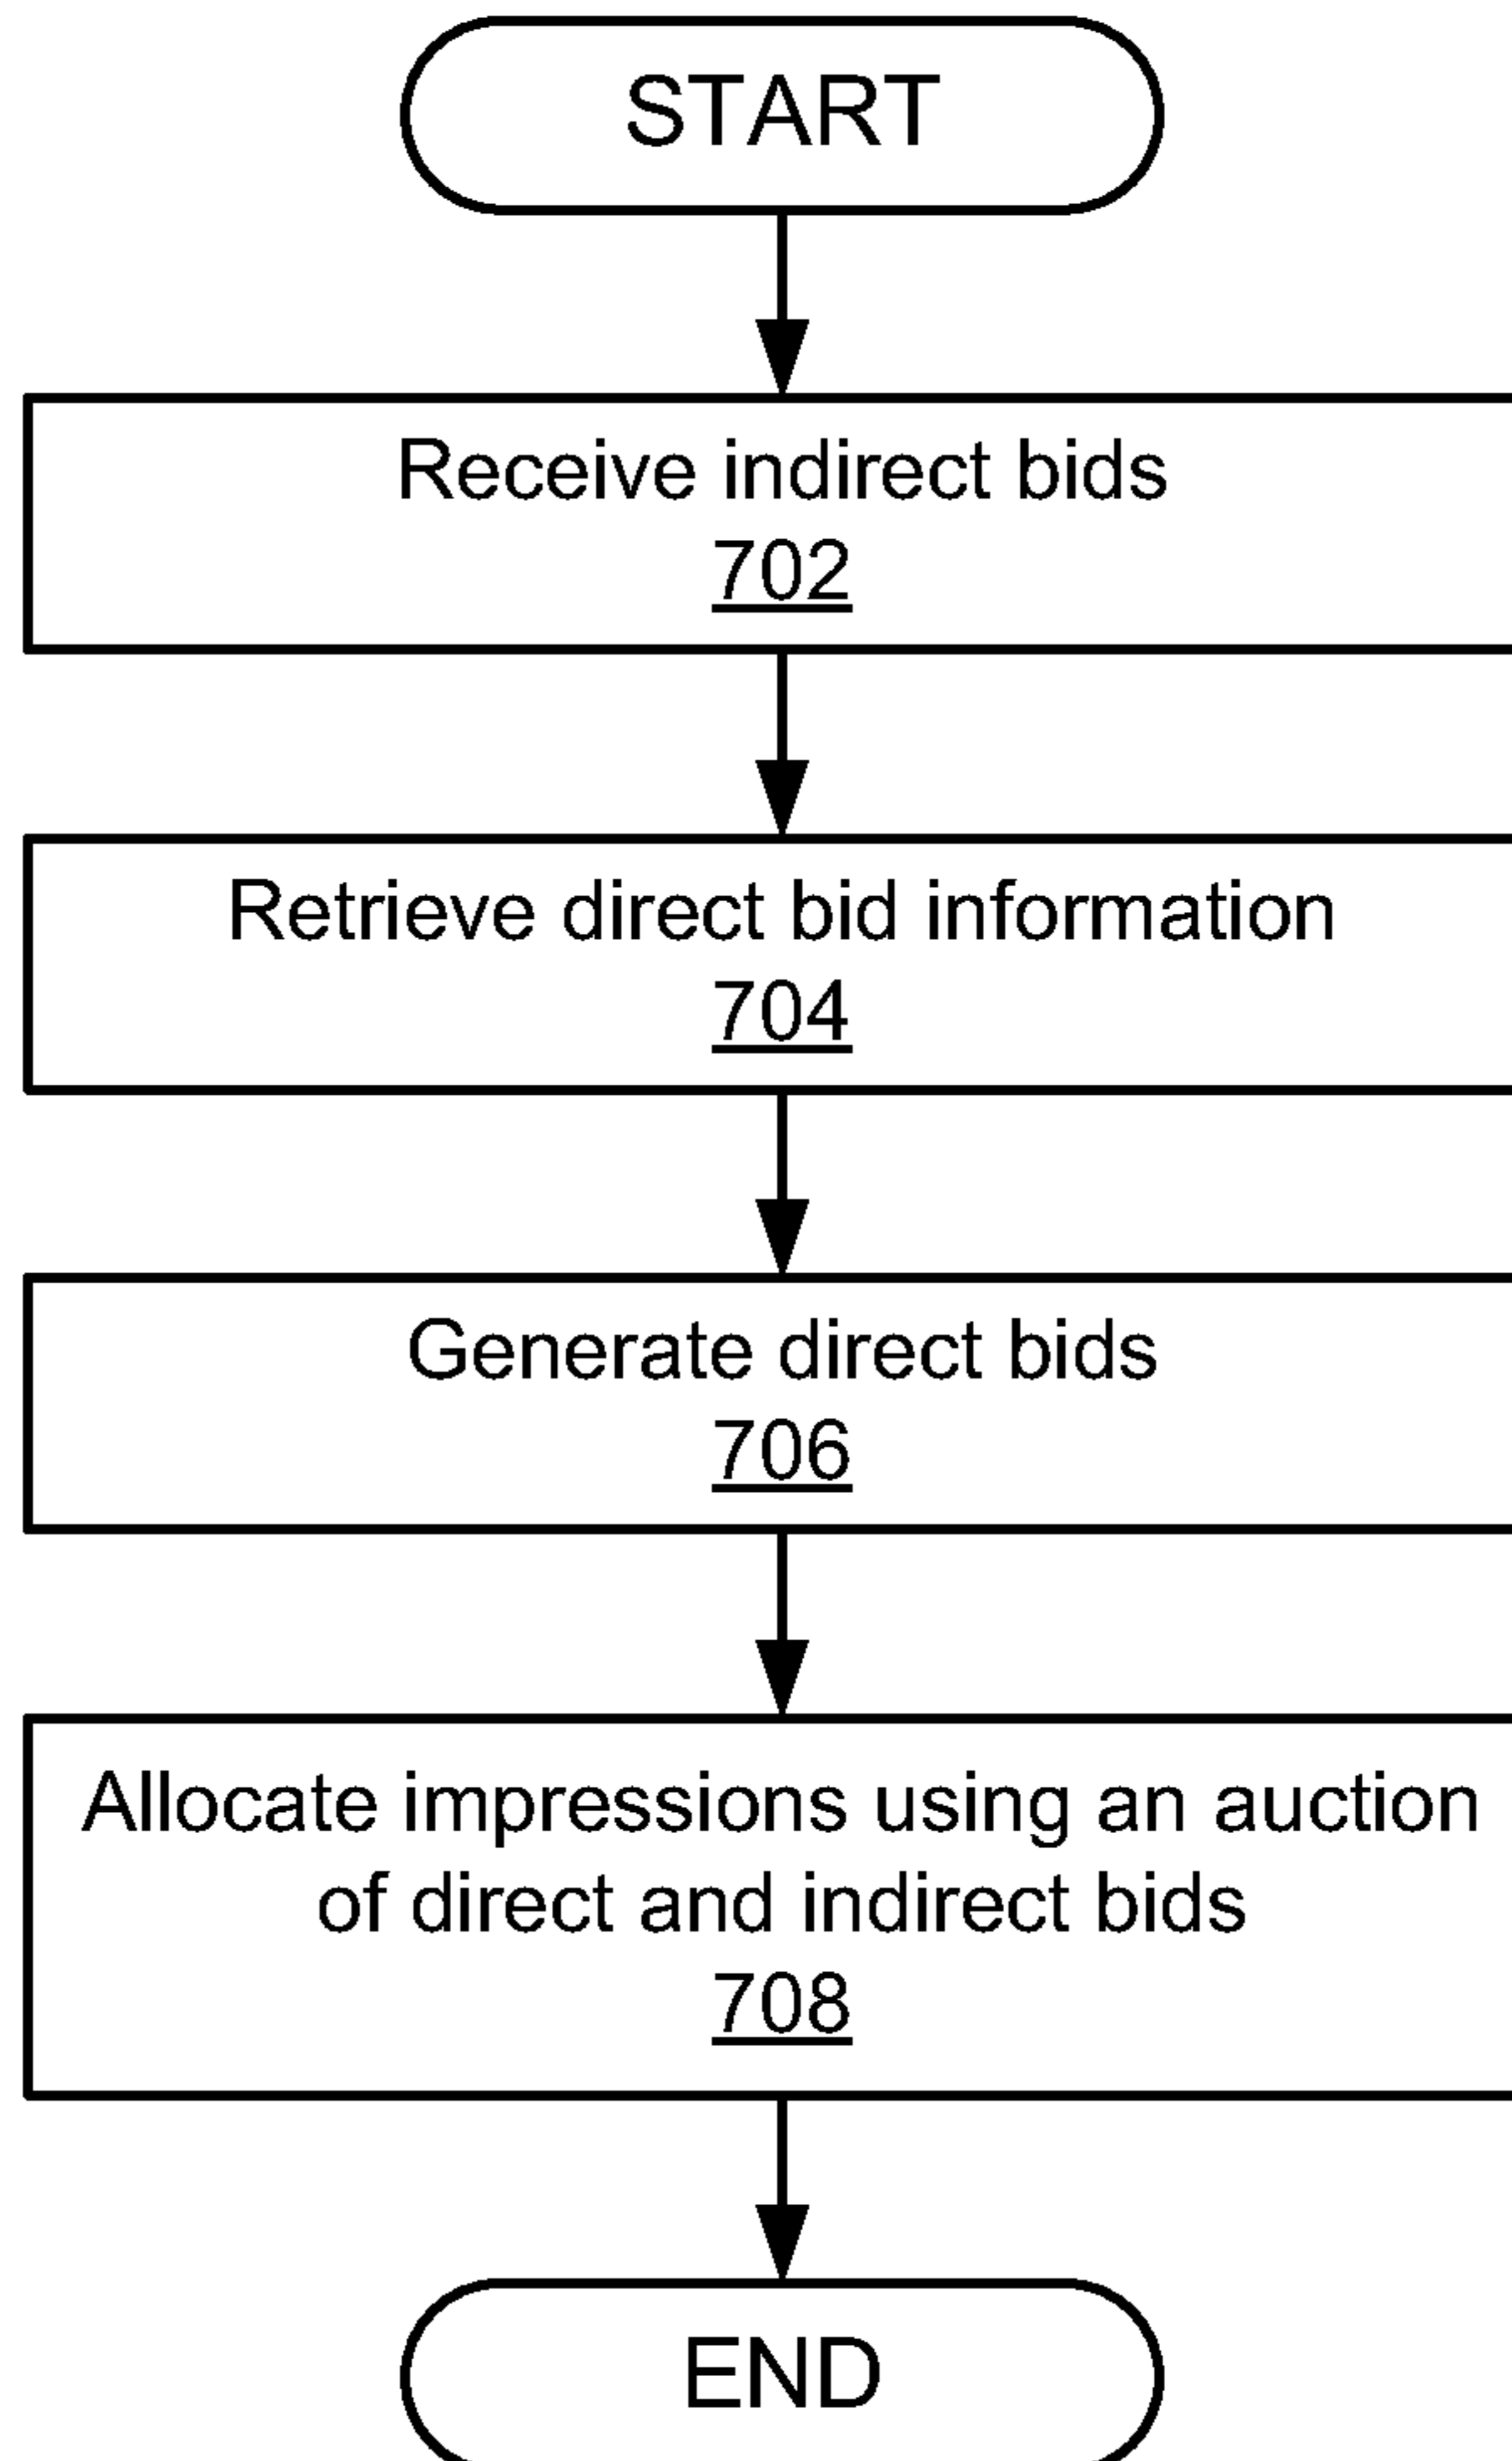 START
Receive indirect bids
702
Retrieve direct bid information
704
Generate direct bids
706
Allocate impressions using an auction
of direct and indirect bids
708
END